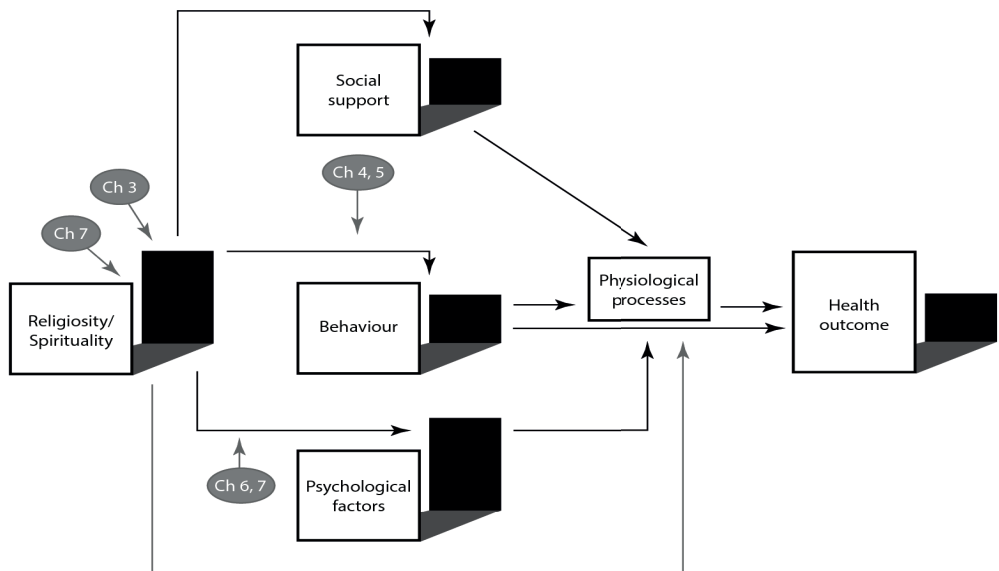 Social
support
Ch 4, 5
Ch 3
Ch 7
Religiosity/
Spirituality
Behaviour
Physiological
processes
Health
outcome
Ch 6, 7
Psychological
factors